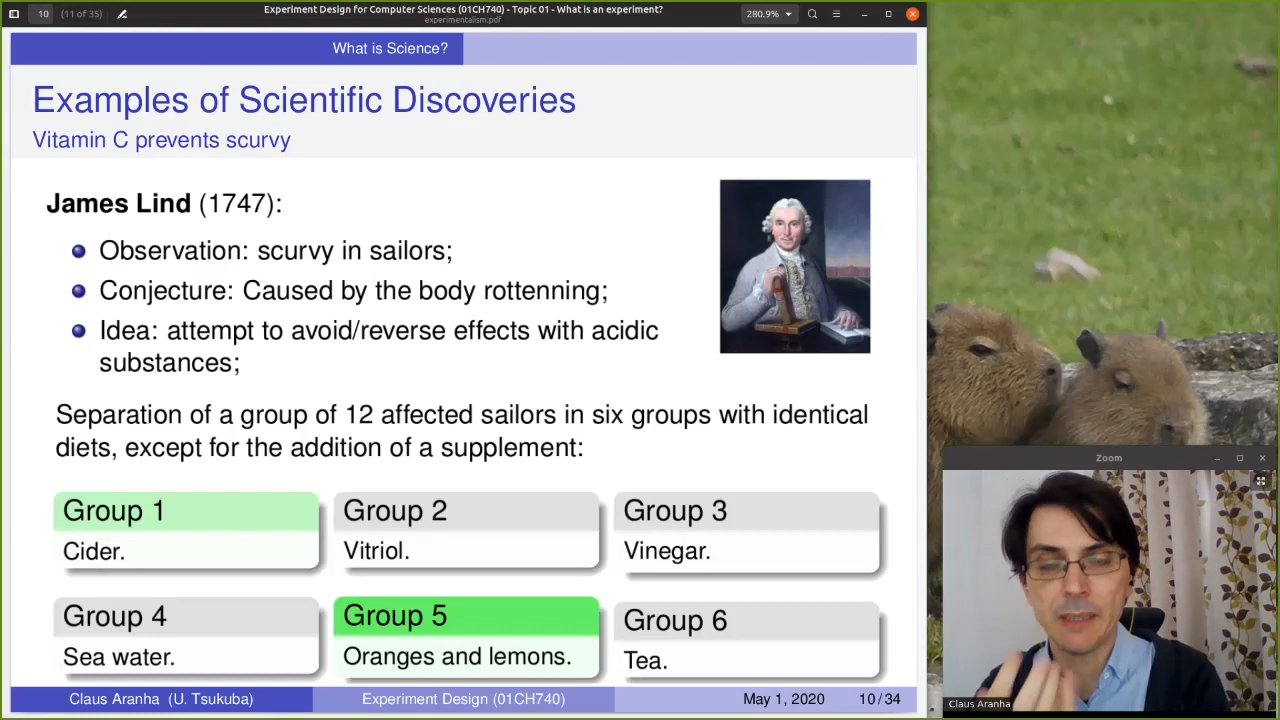 10 (11 of 35)
Experiment Design for Computer Sciences (01CH740) - Topic 01 - What is an experiment?
experimentalism.pdf
280.9%
What is Science?
Examples of Scientific Discoveries
Vitamin C prevents scurvy
James Lind (1747):
Observation: scurvy in sailors;
Conjecture: Caused by the body rottenning;
Idea: attempt to avoid/reverse effects with acidic
substances;
Separation of a group of 12 affected sailors in six groups with identical
diets, except for the addition of a supplement:
Group 1
Cider.
Group 2
Vitriol.
Group 3
Vinegar.
Group 4
Sea water.
Group 5
Oranges and lemons.
Group 6
Tea.
Claus Aranha (U. Tsukuba)
Experiment Design (01CH740)
May 1, 2020
10 / 34
Zoom
Claus Aranha